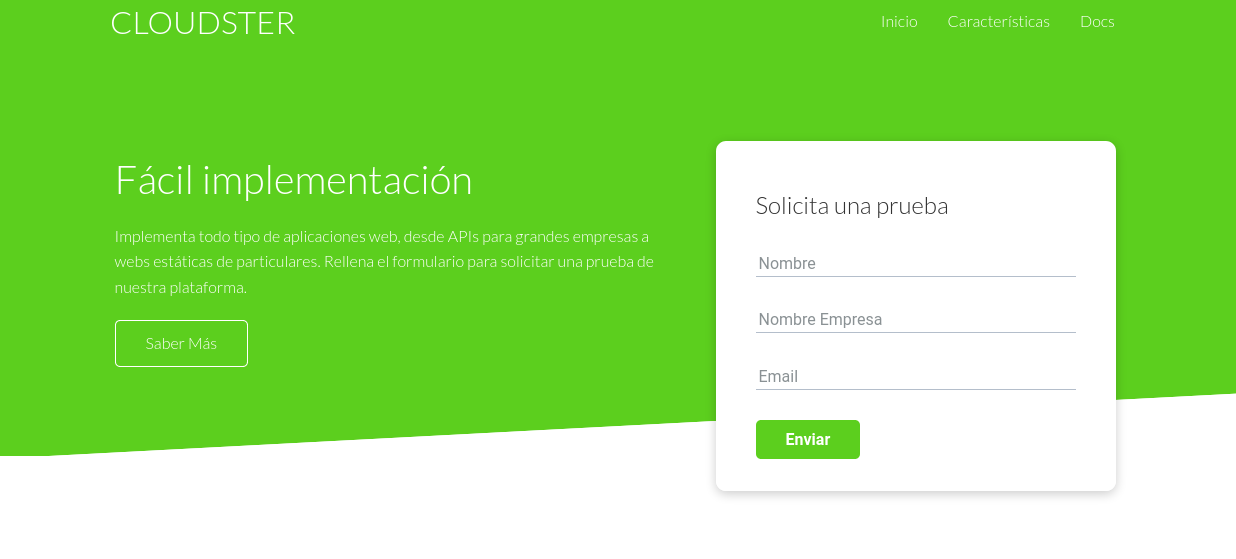 CLOUDSTER
Inicio
Características
Docs
Fácil implementación
Implementa todo tipo de aplicaciones web, desde APIs para grandes empresas a
webs estáticas de particulares. Rellena el formulario para solicitar una prueba de
nuestra plataforma.
Saber Más
Solicita una prueba
Nombre
Nombre Empresa
Email
Enviar